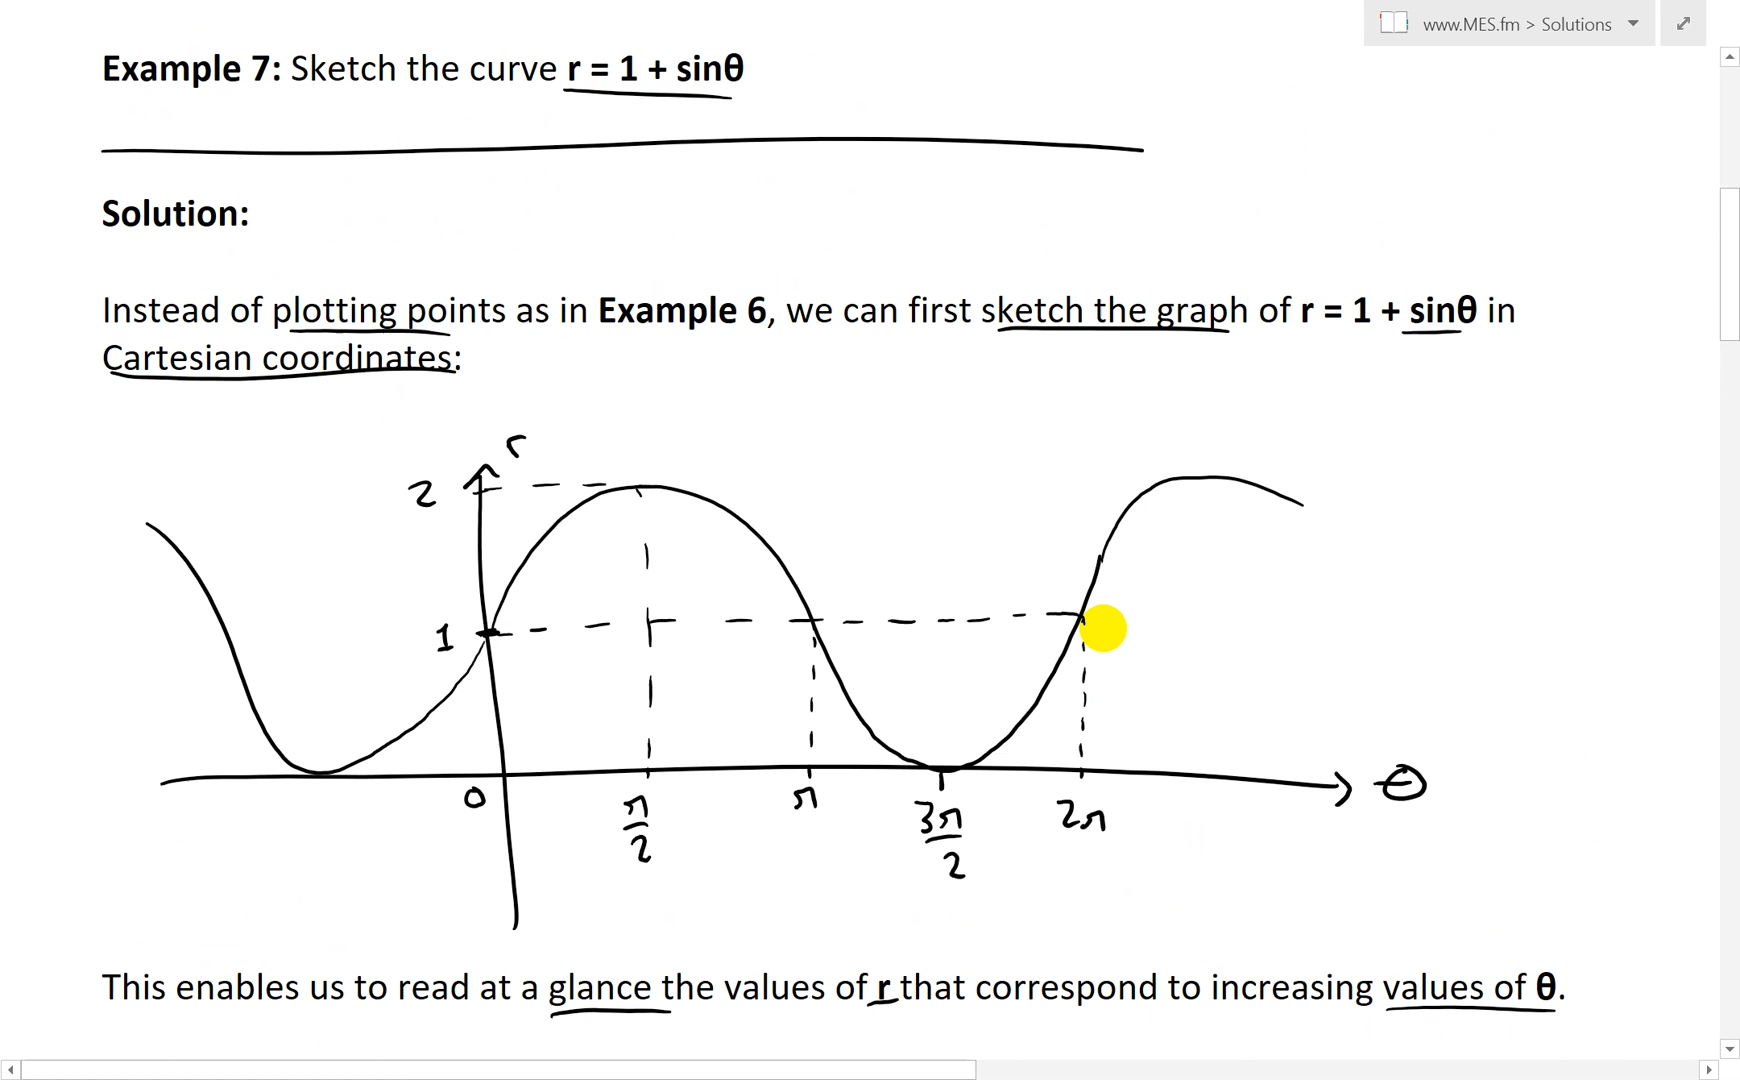 www.MES.fm > Solutions
Example 7: Sketch the curve r = 1 + sinθ
Solution:
Instead of plotting points as in Example 6, we can first sketch the graph of r = 1 + sinθ in
Cartesian coordinates:
r
2
1
0
π/2
π
3π/2
2π
θ
This enables us to read at a glance the values of r that correspond to increasing values of θ.